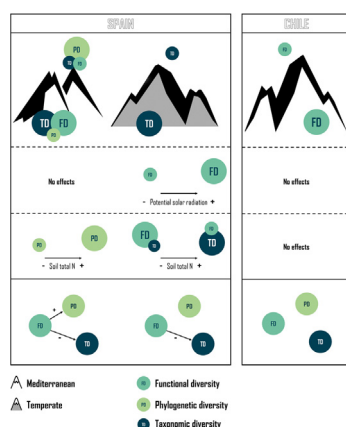 SPAIN
CHILE
PD
TD FD
TD
FD
TD FD
PD
TD
FD
No effects
FD
FD
- Potential solar radiation +
No effects
PD
PD
- Soil total N +
FD
TD
FD
TD
- Soil total N +
No effects
PD
+
FD
-
TD
PD
FD
-
TD
PD
FD
TD
Mediterranean
Temperate
FD Functional diversity
PD Phylogenetic diversity
TD Taxonomic diversity